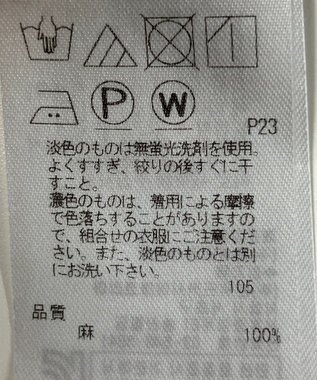 P W
P23
淡色のものは無蛍光洗剤を使用。
よくすすぎ、絞りの後すぐに干
すこと。
濃色のものは、着用による摩擦
で色落ちすることがありますの
で、組合せの衣服にご注意くだ
さい。また、淡色のものとは別
にお洗い下さい。
105
品質
麻 100%